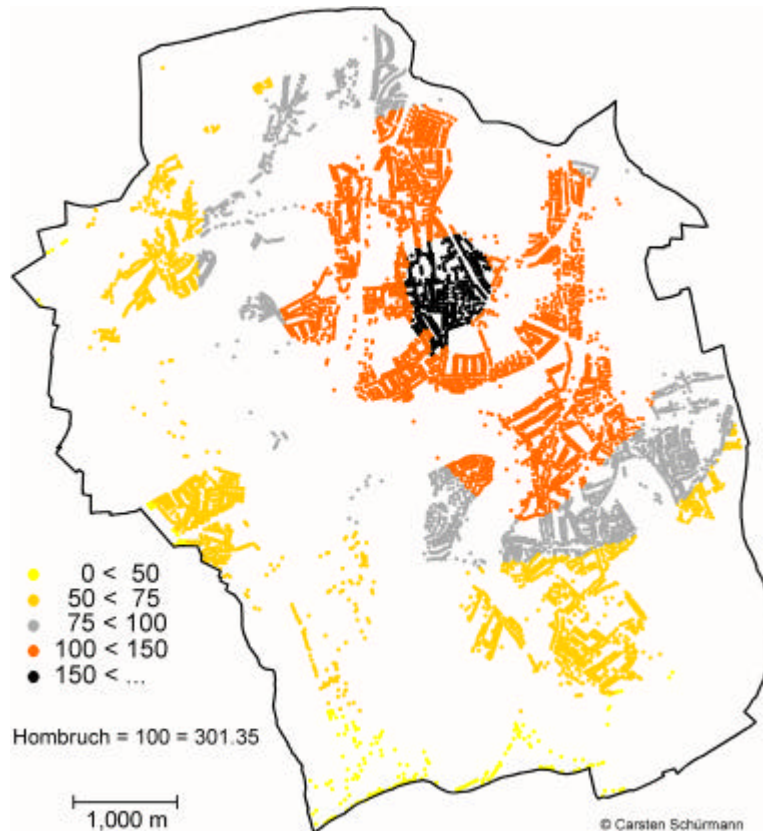 0 < 50
50 < 75
75 < 100
100 < 150
150 < ...
Hombruch = 100 = 301.35
1,000 m
© Carsten Schürmann